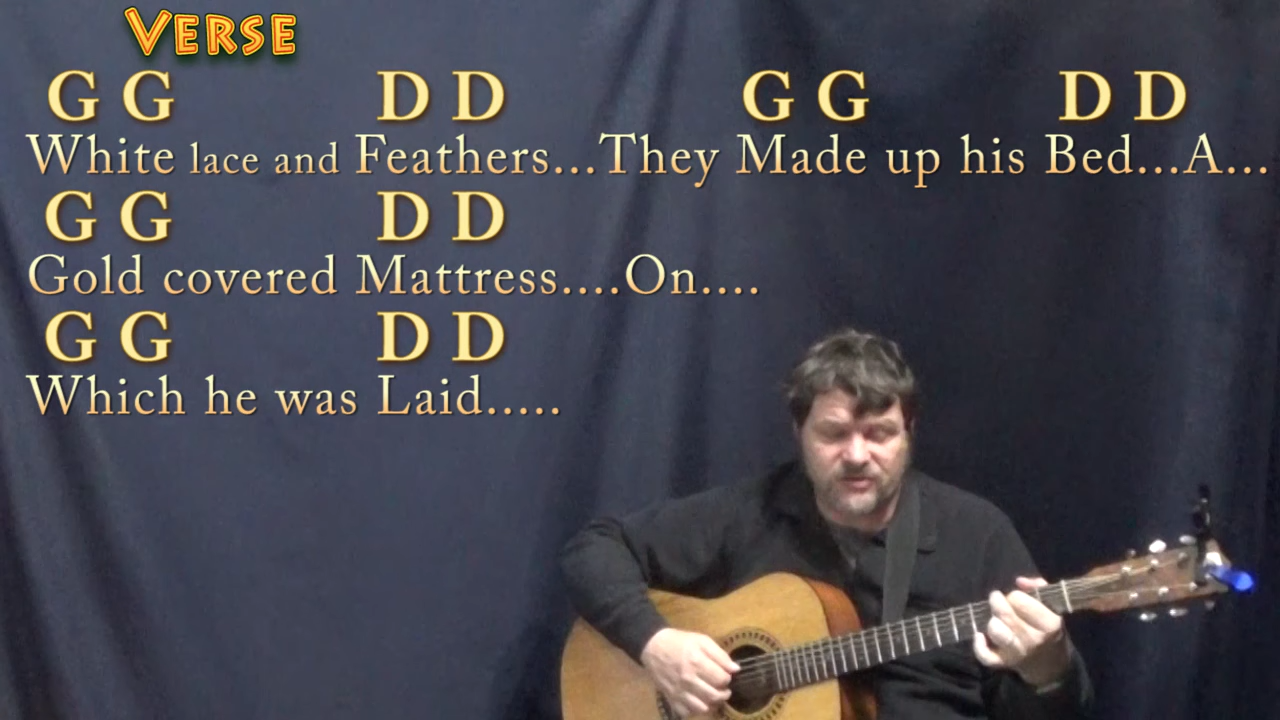 VERSE
G G D D G G D D
White lace and Feathers...They Made up his Bed...A...
G G D D
Gold covered Mattress....On....
G G D D
Which he was Laid.....